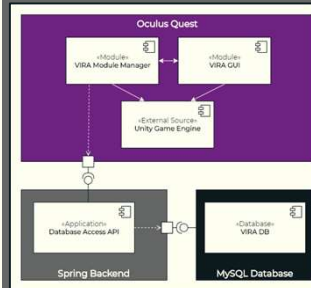 Oculus Quest
«Module»
VIRA Module Manager
«Module»
VIRA GUI
«External Source»
Unity Game Engine
«Application»
Database Access API
Spring Backend
«Database»
VIRA DB
MySQL Database